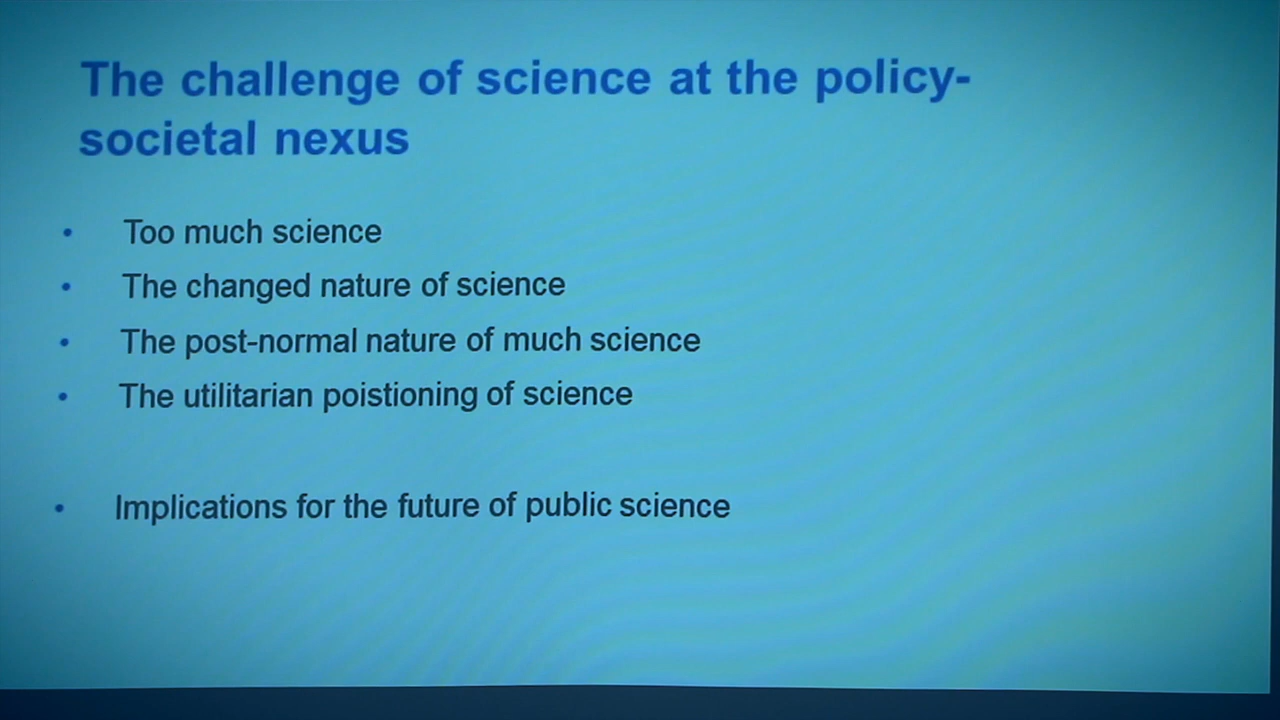 The challenge of science at the policy-
societal nexus
• Too much science
• The changed nature of science
• The post-normal nature of much science
• The utilitarian poistioning of science
• Implications for the future of public science